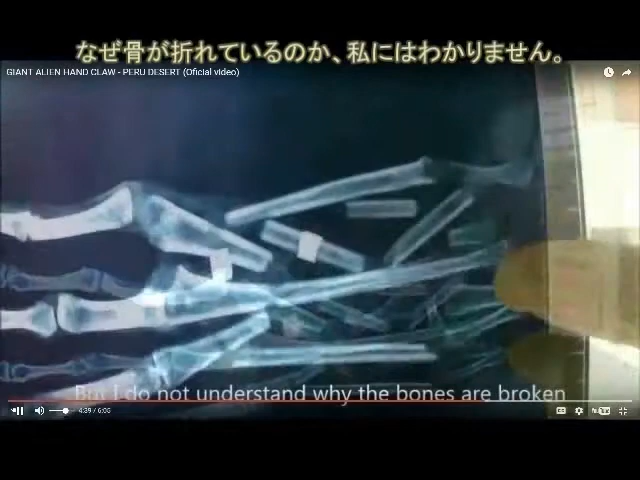 なぜ骨が折れているのか、私にはわかりません。
GIANT ALIEN HAND CLAW - PERU DESERT (Oficial video)
But I do not understand why the bones are broken
4:39 / 6:05